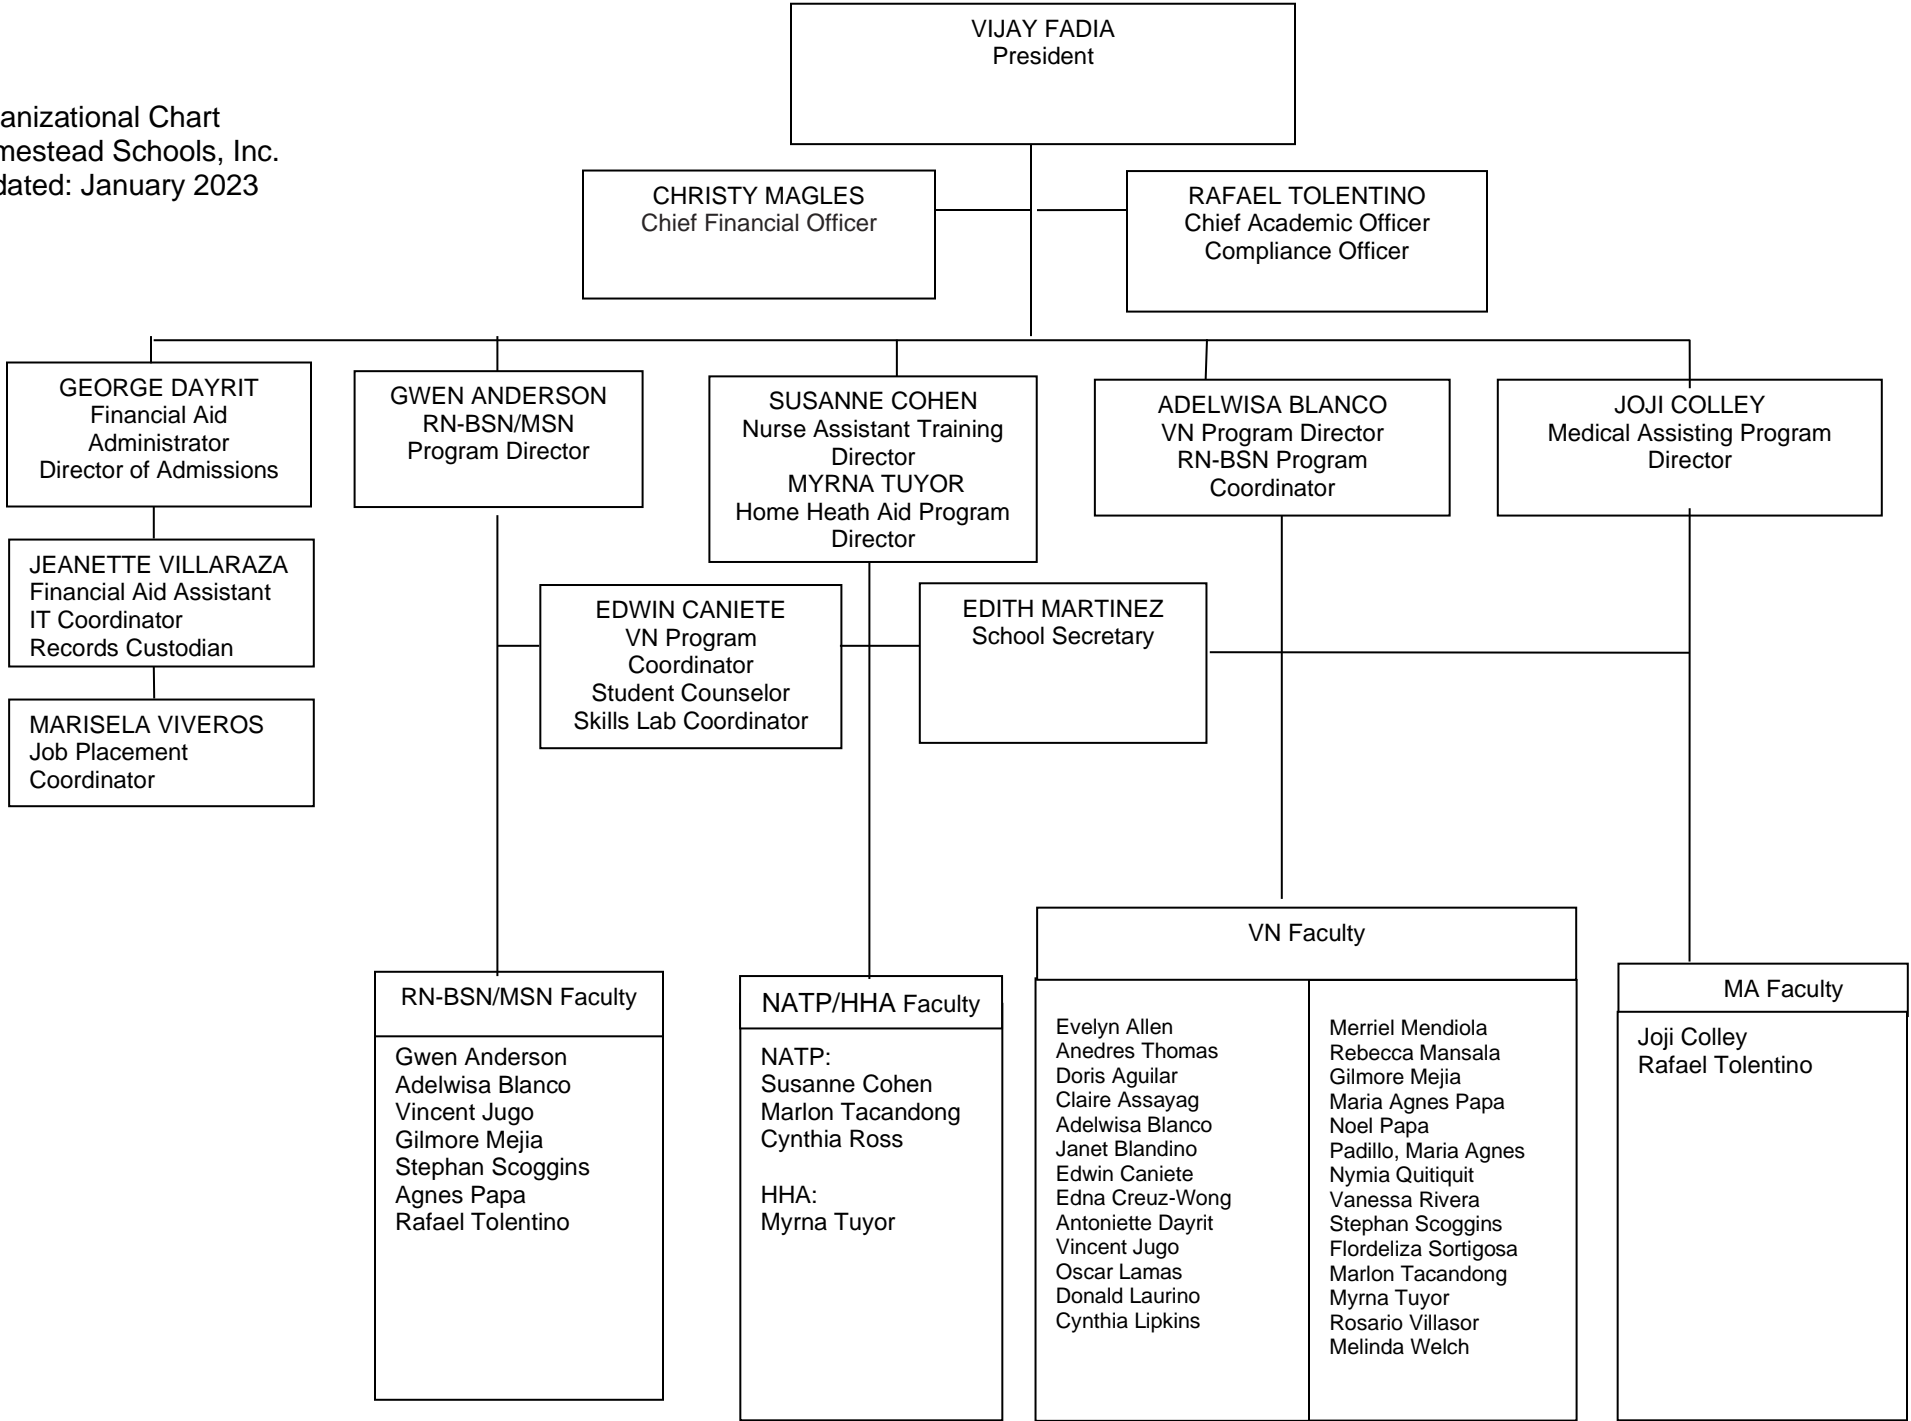 VIJAY FADIA
President
anizational Chart
mestead Schools, Inc.
dated: January 2023
CHRISTY MAGLES
Chief Financial Officer
RAFAEL TOLENTINO
Chief Academic Officer
Compliance Officer
GEORGE DAYRIT
Financial Aid
Administrator
Director of Admissions
GWEN ANDERSON
RN-BSN/MSN
Program Director
SUSANNE COHEN
Nurse Assistant Training
Director
MYRNA TUYOR
Home Heath Aid Program
Director
ADELWISA BLANCO
VN Program Director
RN-BSN Program
Coordinator
JOJI COLLEY
Medical Assisting Program
Director
JEANETTE VILLARAZA
Financial Aid Assistant
IT Coordinator
Records Custodian
EDWIN CANIETE
VN Program
Coordinator
Student Counselor
Skills Lab Coordinator
EDITH MARTINEZ
School Secretary
MARISELA VIVEROS
Job Placement
Coordinator
RN-BSN/MSN Faculty
Gwen Anderson
Adelwisa Blanco
Vincent Jugo
Gilmore Mejia
Stephan Scoggins
Agnes Papa
Rafael Tolentino
NATP/HHA Faculty
NATP:
Susanne Cohen
Marlon Tacandong
Cynthia Ross
HHA:
Myrna Tuyor
VN Faculty
Evelyn Allen
Anedres Thomas
Doris Aguilar
Claire Assayag
Adelwisa Blanco
Janet Blandino
Edwin Caniete
Edna Creuz-Wong
Antoniette Dayrit
Vincent Jugo
Oscar Lamas
Donald Laurino
Cynthia Lipkins
Merriel Mendiola
Rebecca Mansala
Gilmore Mejia
Maria Agnes Papa
Noel Papa
Padillo, Maria Agnes
Nymia Quitiquit
Vanessa Rivera
Stephan Scoggins
Flordeliza Sortigosa
Marlon Tacandong
Myrna Tuyor
Rosario Villasor
Melinda Welch
MA Faculty
Joji Colley
Rafael Tolentino